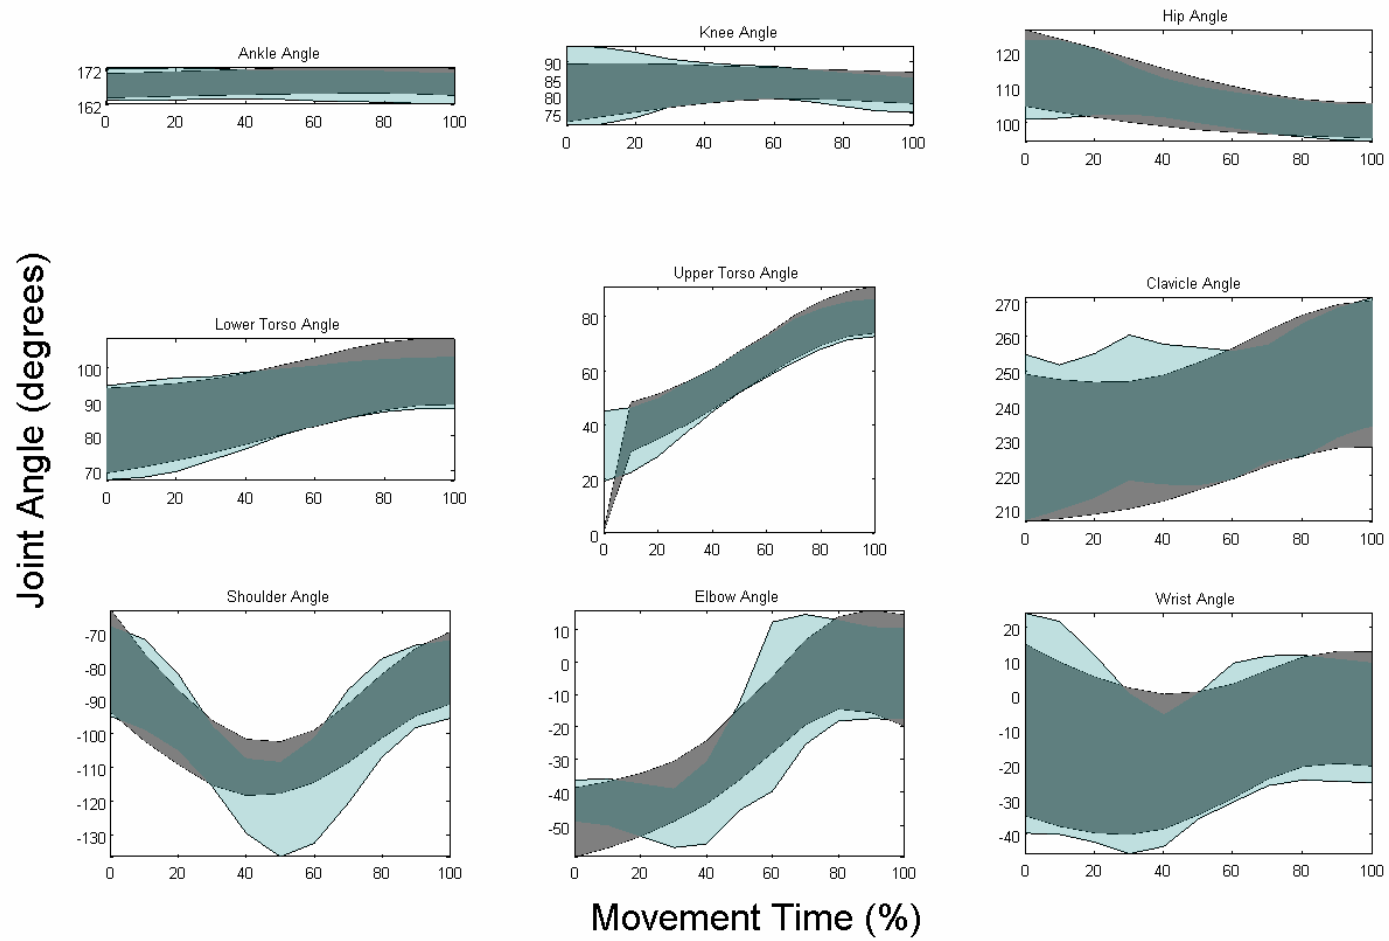 Hip Angle
Knee Angle
Ankle Angle
172
162
0 20 40 60 80 100
90
85
80
75
0 20 40 60 80 100
120
110
100
0 20 40 60 80 100
Joint Angle (degrees)
Lower Torso Angle
100
90
80
70
0 20 40 60 80 100
Upper Torso Angle
80
60
40
20
0
0 20 40 60 80 100
Clavicle Angle
270
260
250
240
230
220
210
0 20 40 60 80 100
Shoulder Angle
-70
-80
-90
-100
-110
-120
-130
0 20 40 60 80 100
Elbow Angle
10
0
-10
-20
-30
-40
-50
0 20 40 60 80 100
Wrist Angle
20
10
0
-10
-20
-30
-40
0 20 40 60 80 100
Movement Time (%)